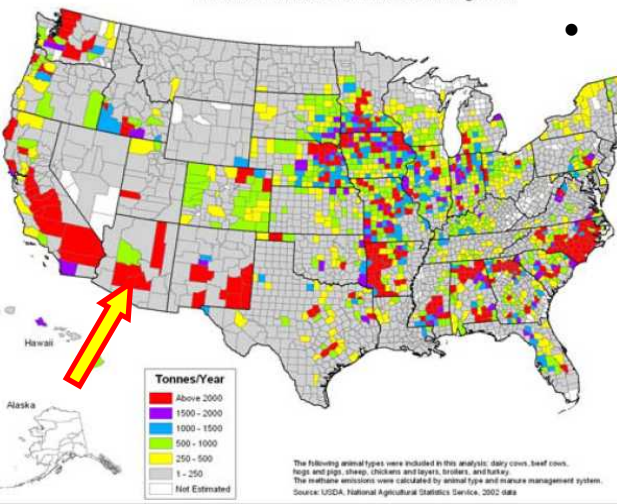 Hawaii
Alaska
Tonnes/Year
Above 2000
1500 - 2000
1000 - 1500
500 - 1000
250 - 500
1 - 250
Not Estimated
The following animal types were included in this analysis: dairy cows, beef cows,
hogs and pigs, sheep, chickens and layers, broilers, and turkey.
The methane emissions were calculated by animal type and manure management system.
Source: USDA, National Agricultural Statistics Service, 2002 data